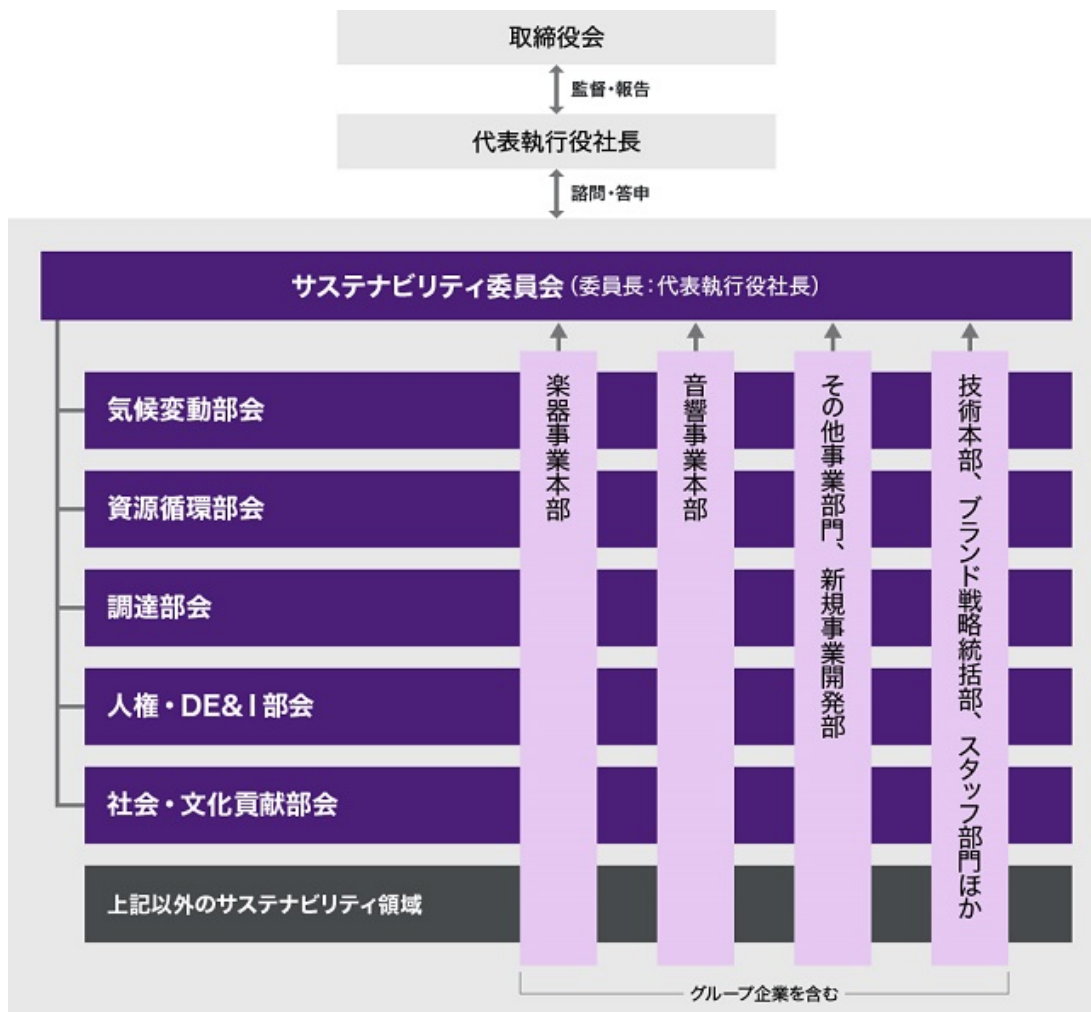 取締役会
監督・報告
代表執行役社長
諮問・答申
サステナビリティ委員会(委員長:代表執行役社長)
気候変動部会
資源循環部会
調達部会
人権・DE&I部会
社会・文化貢献部会
上記以外のサステナビリティ領域
楽器事業本部
音響事業本部
その他事業部門、新規事業開発部
技術本部、ブランド戦略統括部、スタッフ部門ほか
グループ企業を含む